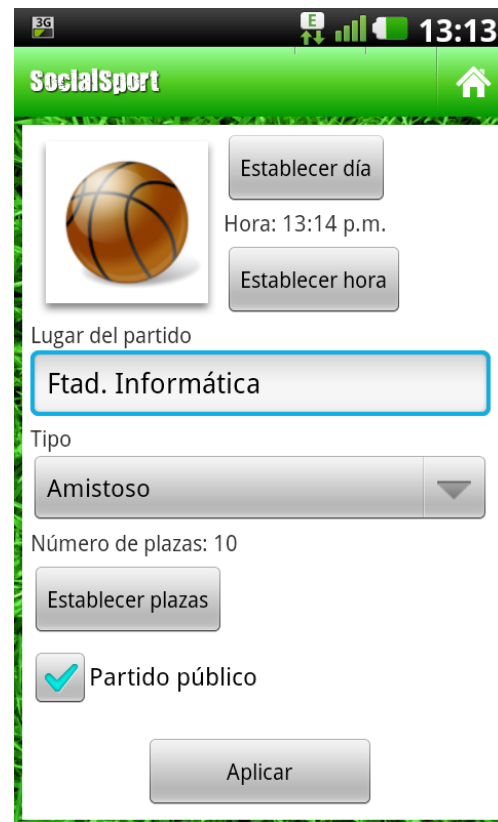 3G
E
13:13
SocialSport
Establecer día
Hora: 13:14 p.m.
Establecer hora
Lugar del partido
Ftad. Informática
Tipo
Amistoso
Número de plazas: 10
Establecer plazas
Partido público
Aplicar